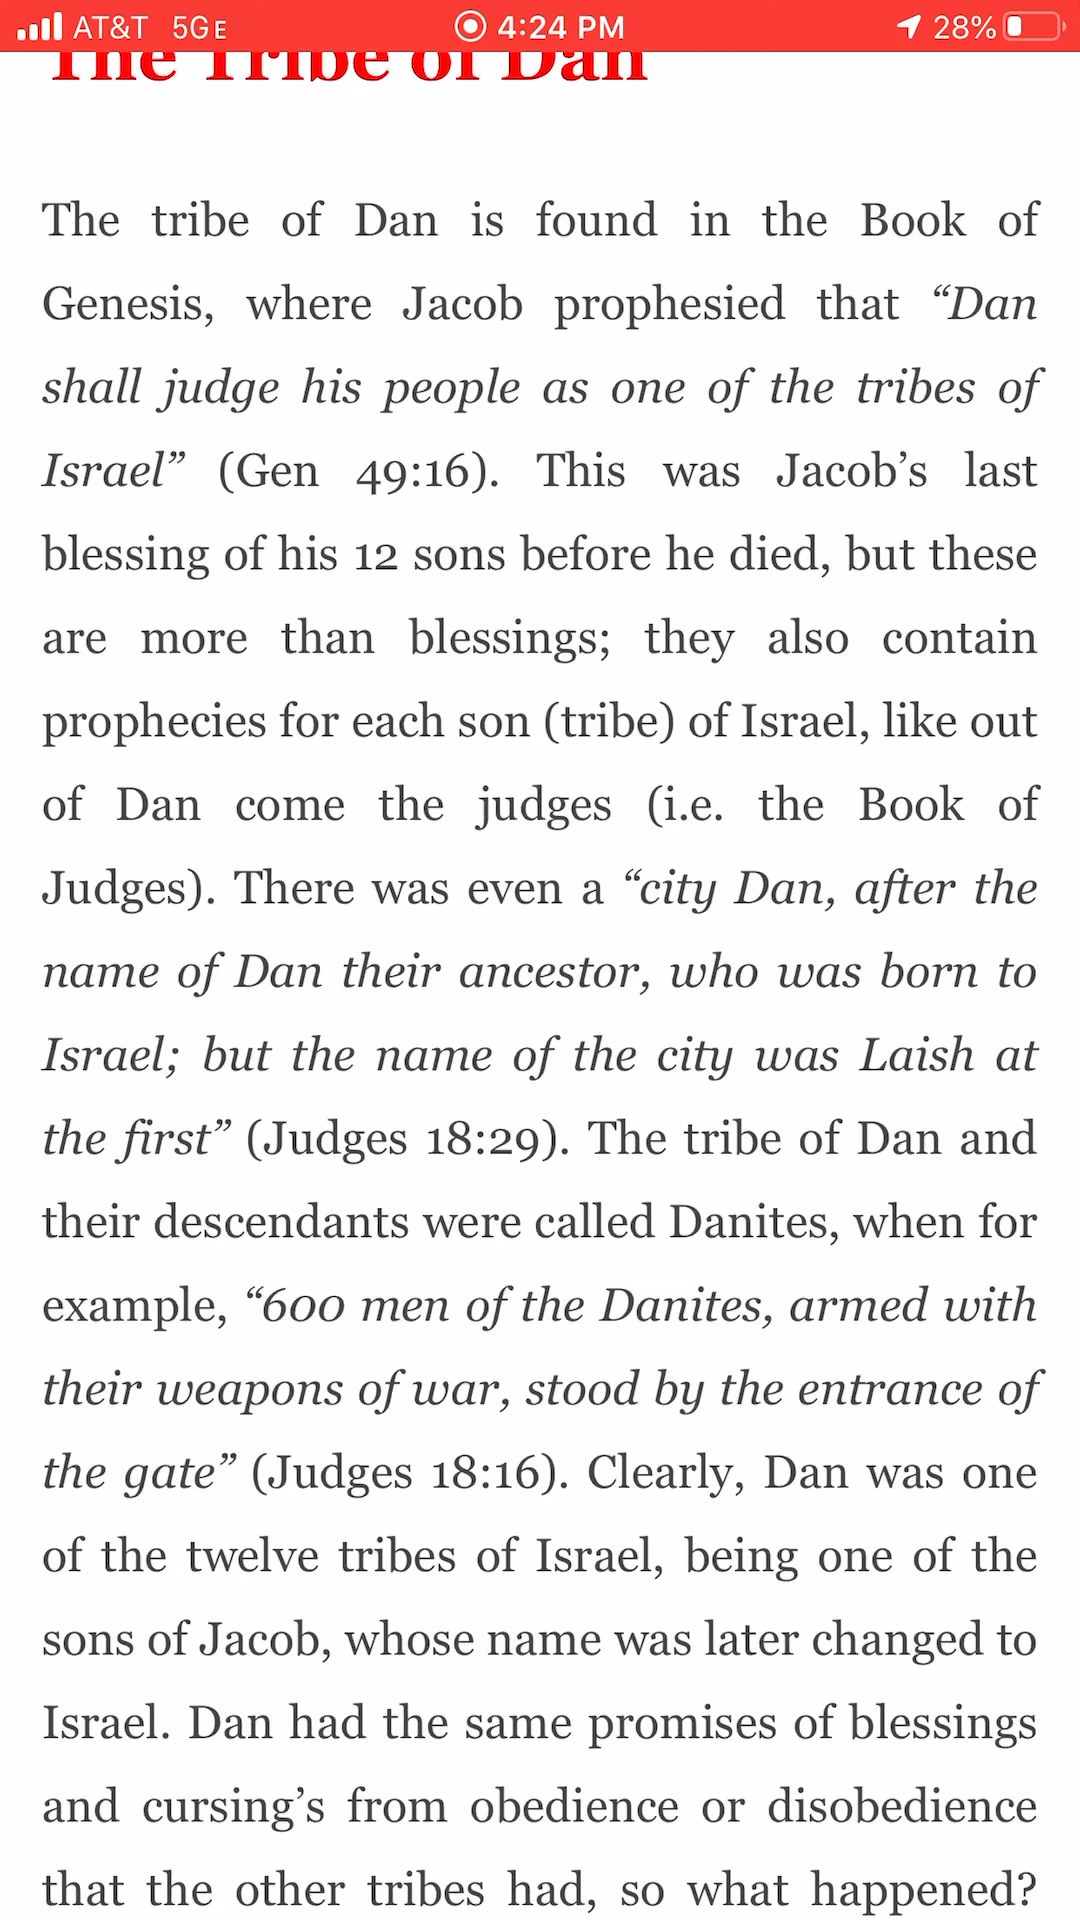 AT&T 5GE 4:24 PM 28%
The Tribe of Dan
The tribe of Dan is found in the Book of
Genesis, where Jacob prophesied that “Dan
shall judge his people as one of the tribes of
Israel” (Gen 49:16). This was Jacob’s last
blessing of his 12 sons before he died, but these
are more than blessings; they also contain
prophecies for each son (tribe) of Israel, like out
of Dan come the judges (i.e. the Book of
Judges). There was even a “city Dan, after the
name of Dan their ancestor, who was born to
Israel; but the name of the city was Laish at
the first” (Judges 18:29). The tribe of Dan and
their descendants were called Danites, when for
example, “600 men of the Danites, armed with
their weapons of war, stood by the entrance of
the gate” (Judges 18:16). Clearly, Dan was one
of the twelve tribes of Israel, being one of the
sons of Jacob, whose name was later changed to
Israel. Dan had the same promises of blessings
and cursing’s from obedience or disobedience
that the other tribes had, so what happened?